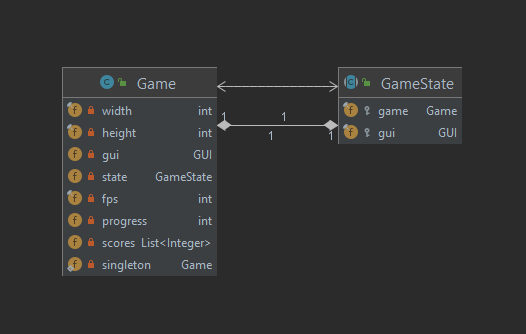 Game
width int
height int
gui GUI
state GameState
fps int
progress int
scores List<Integer>
singleton Game
1 1
1 1
GameState
game Game
gui GUI